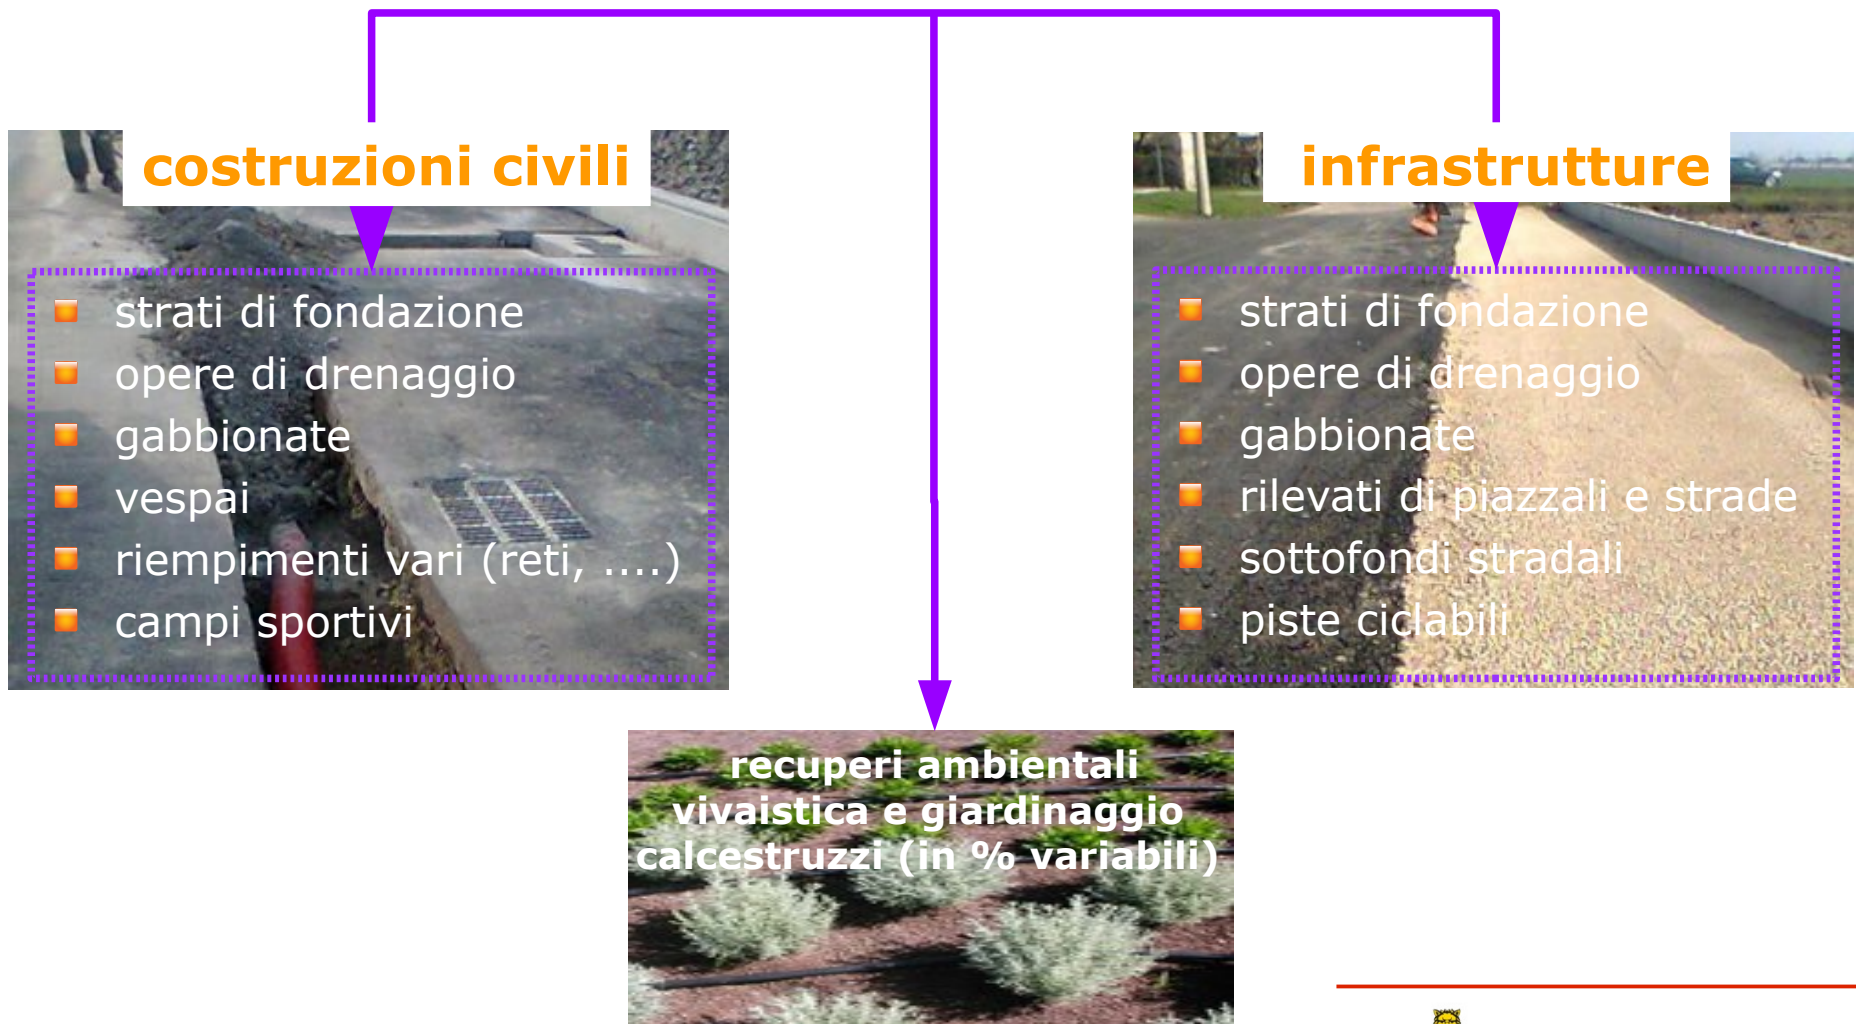 costruzioni civili
strati di fondazione
opere di drenaggio
gabbionate
vespai
riempimenti vari (reti, ....)
campi sportivi
infrastrutture
strati di fondazione
opere di drenaggio
gabbionate
rilevati di piazzali e strade
sottofondi stradali
piste ciclabili
recuperi ambientali
vivaistica e giardinaggio
calcestruzzi (in % variabili)